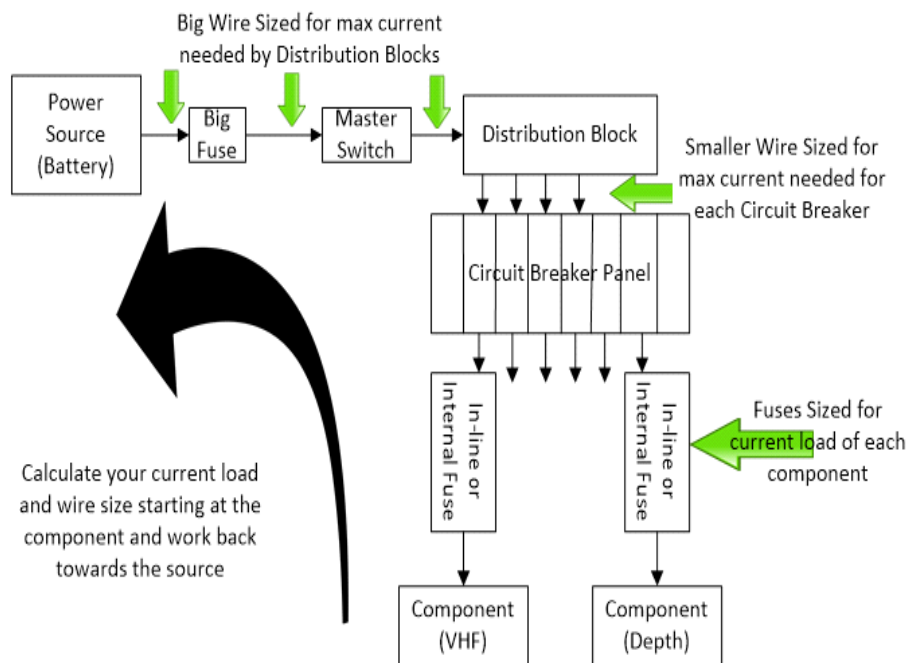 Big Wire Sized for max current
needed by Distribution Blocks
Power
Source
(Battery)
Big
Fuse
Master
Switch
Distribution Block
Smaller Wire Sized for
max current needed for
each Circuit Breaker
Circuit Breaker Panel
In-line or
Internal Fuse
In-line or
Internal Fuse
Fuses Sized for
current load of each
component
Calculate your current load
and wire size starting at the
component and work back
towards the source
Component
(VHF)
Component
(Depth)